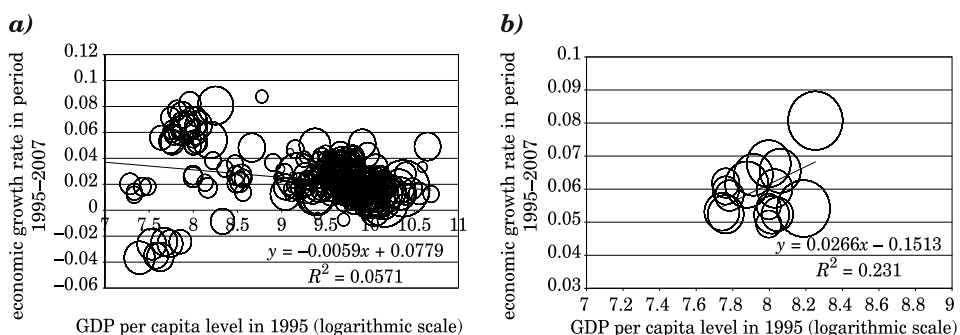 a)
economic growth rate in period
1995–2007
0.12
0.1
0.08
0.06
0.04
0.02
0
−0.02
−0.04
−0.06
7 7.5 8 8.5 9 9.5 10 10.5 11
y = −0.0059x + 0.0779
R² = 0.0571
GDP per capita level in 1995 (logarithmic scale)
b)
economic growth rate in period
1995–2007
0.1
0.09
0.08
0.07
0.06
0.05
0.04
0.03
7 7.2 7.4 7.6 7.8 8 8.2 8.4 8.6 8.8 9
y = 0.0266x − 0.1513
R² = 0.231
GDP per capita level in 1995 (logarithmic scale)